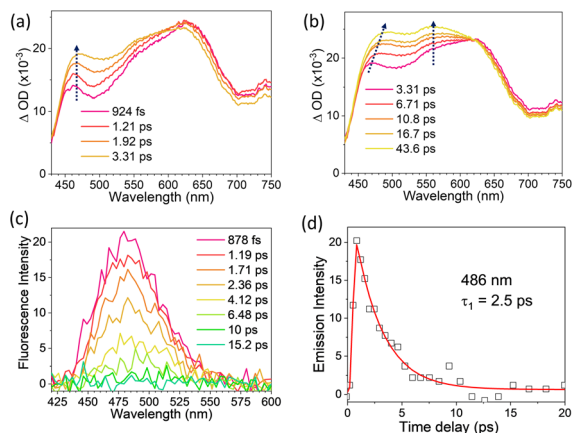 (a)
Δ OD (x10⁻³)
20
10
0
924 fs
1.21 ps
1.92 ps
3.31 ps
450 500 550 600 650 700 750
Wavelength (nm)
(b)
Δ OD (x10⁻³)
20
10
0
3.31 ps
6.71 ps
10.8 ps
16.7 ps
43.6 ps
450 500 550 600 650 700 750
Wavelength (nm)
(c)
Fluorescence Intensity
20
15
10
5
0
878 fs
1.19 ps
1.71 ps
2.36 ps
4.12 ps
6.48 ps
10 ps
15.2 ps
425 450 475 500 525 550 575 600
Wavelength (nm)
(d)
Emission Intensity
20
15
10
5
0
486 nm
τ₁ = 2.5 ps
0 5 10 15 20
Time delay (ps)